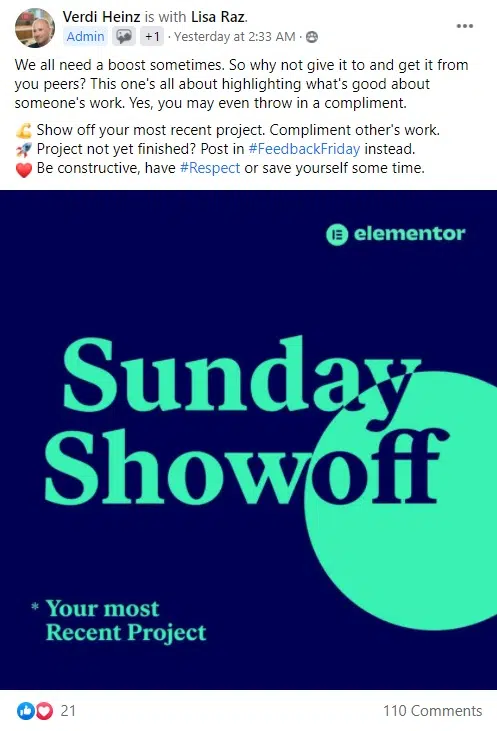 Verdi Heinz is with Lisa Raz.
Admin +1 · Yesterday at 2:33 AM ·
We all need a boost sometimes. So why not give it to and get it from
you peers? This one's all about highlighting what's good about
someone's work. Yes, you may even throw in a compliment.
💪 Show off your most recent project. Compliment other's work.
🚀 Project not yet finished? Post in #FeedbackFriday instead.
❤️ Be constructive, have #Respect or save yourself some time.
elementor
Sunday
Showoff
* Your most
Recent Project
21
110 Comments